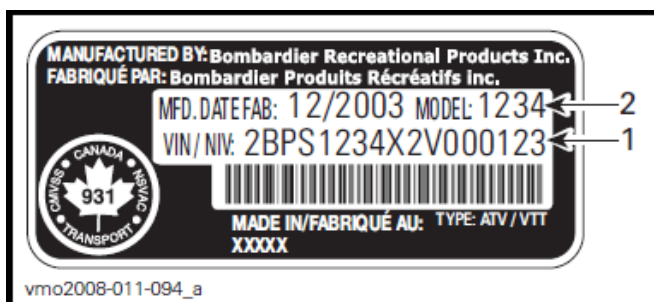 MANUFACTURED BY: Bombardier Recreational Products Inc.
FABRIQUÉ PAR: Bombardier Produits Récréatifs inc.
MFD. DATE FAB: 12/2003 MODEL: 1234 2
VIN / NIV: 2BPS1234X2V000123 1
CANADA
CMVSS NSVAC
931
TRANSPORT
MADE IN/FABRIQUÉ AU: TYPE: ATV / VTT
XXXXX
vmo2008-011-094_a